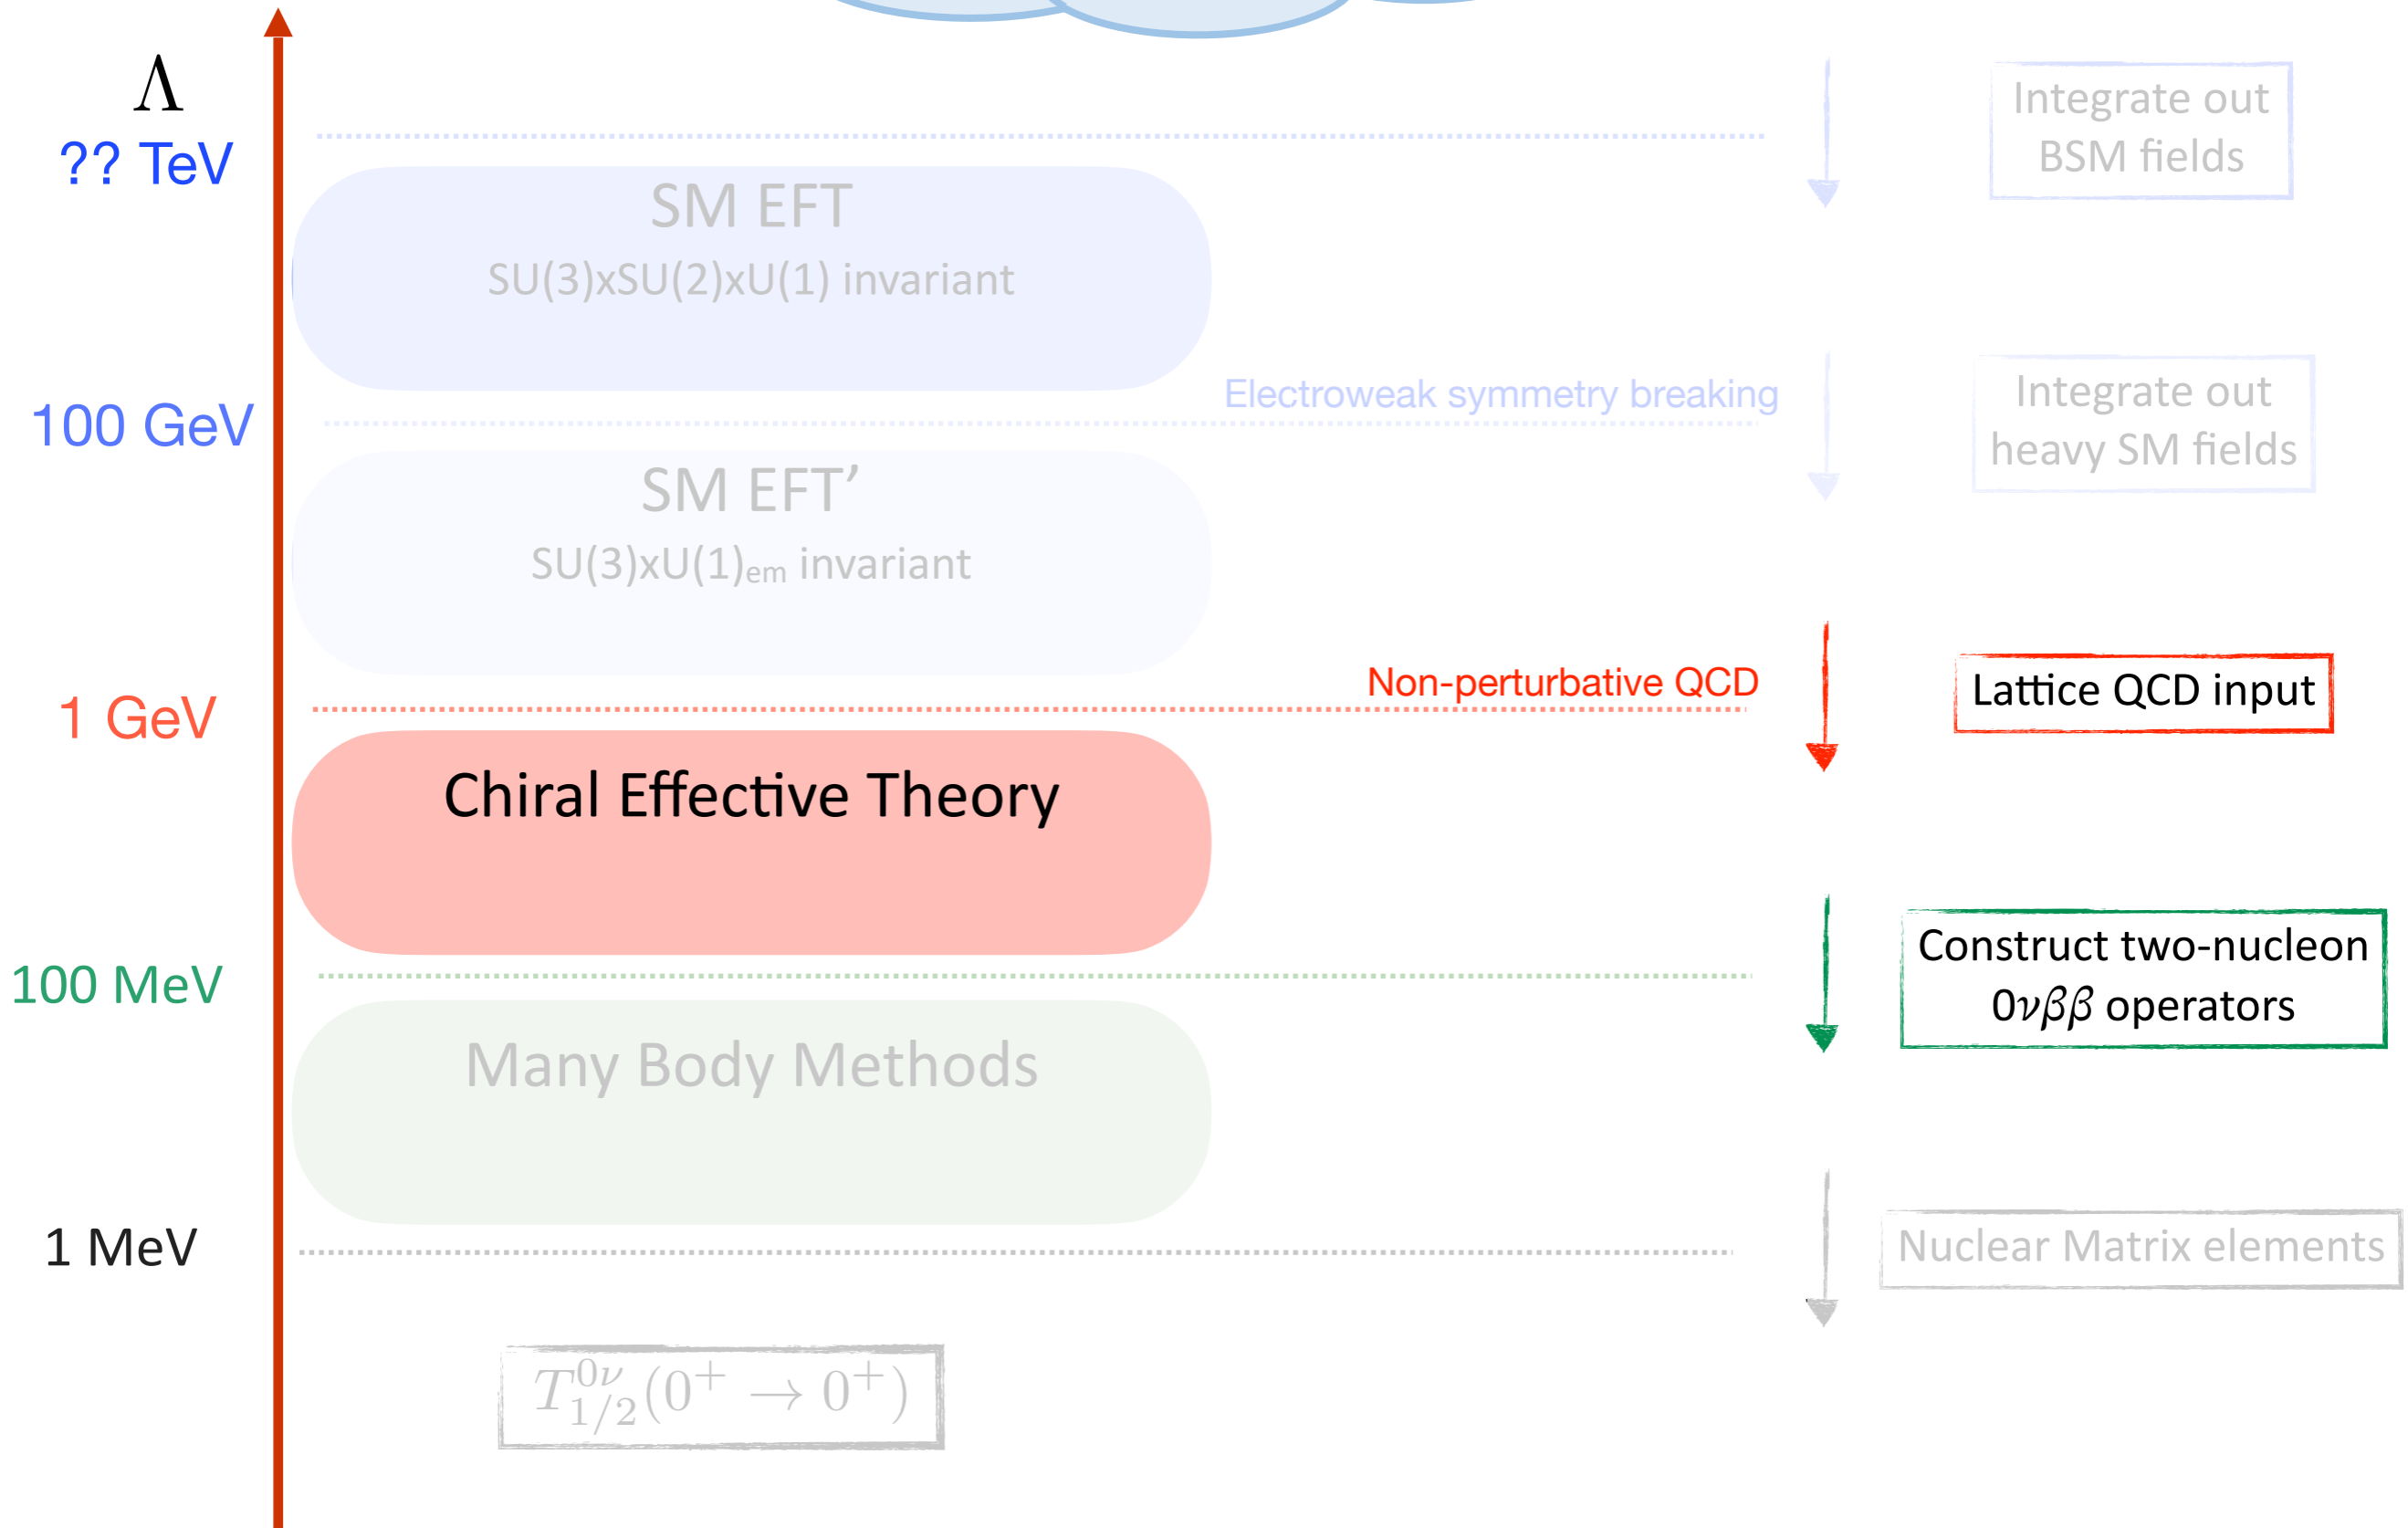 Λ
?? TeV
Integrate out
BSM fields
SM EFT
SU(3)xSU(2)xU(1) invariant
100 GeV
Electroweak symmetry breaking
Integrate out
heavy SM fields
SM EFT’
SU(3)xU(1)em invariant
1 GeV
Non-perturbative QCD
Lattice QCD input
Chiral Effective Theory
100 MeV
Construct two-nucleon
0νββ operators
Many Body Methods
1 MeV
Nuclear Matrix elements
T^{0ν}_{1/2}(0⁺ → 0⁺)